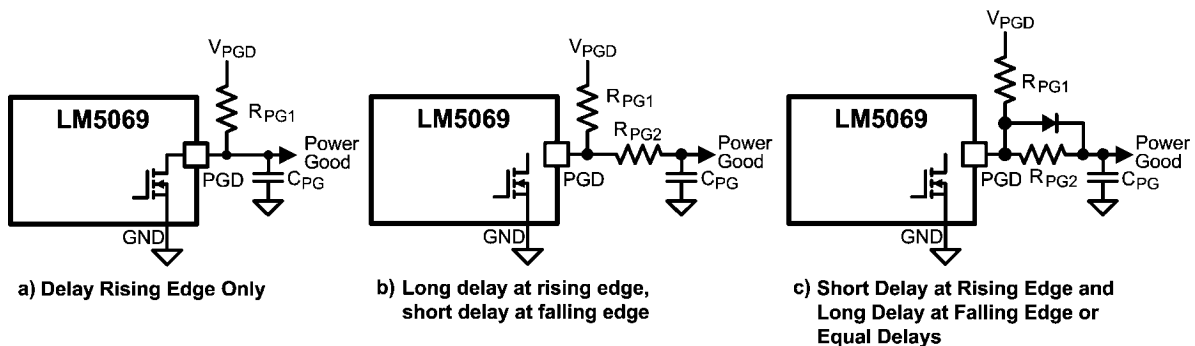 VPGD
LM5069
RPG1
Power
Good
PGD
CPG
GND
a) Delay Rising Edge Only
VPGD
LM5069
RPG1
RPG2
Power
Good
PGD
CPG
GND
b) Long delay at rising edge,
short delay at falling edge
VPGD
LM5069
RPG1
Power
Good
PGD
RPG2
CPG
GND
c) Short Delay at Rising Edge and
Long Delay at Falling Edge or
Equal Delays